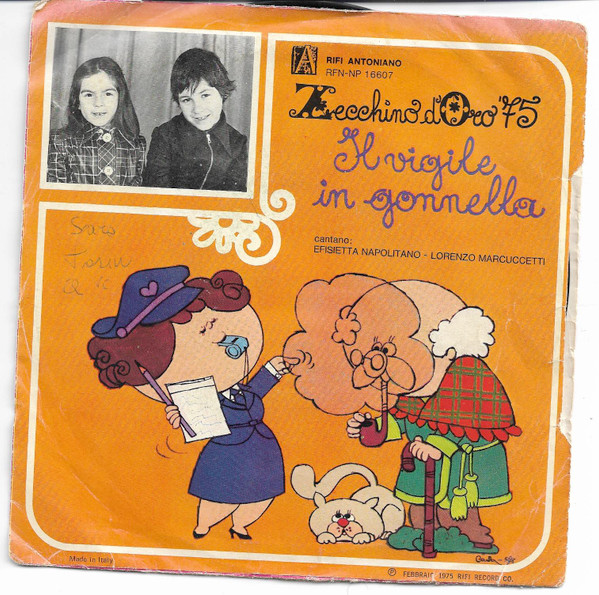 A RIFI ANTONIANO
RFN-NP 16607
Zecchino d'Oro '75
Il vigile
in gonnella
cantano:
EFISIETTA NAPOLITANO - LORENZO MARCUCCETTI
Made in Italy
Ⓟ FEBBRAIO 1975 RIFI RECORD CO.